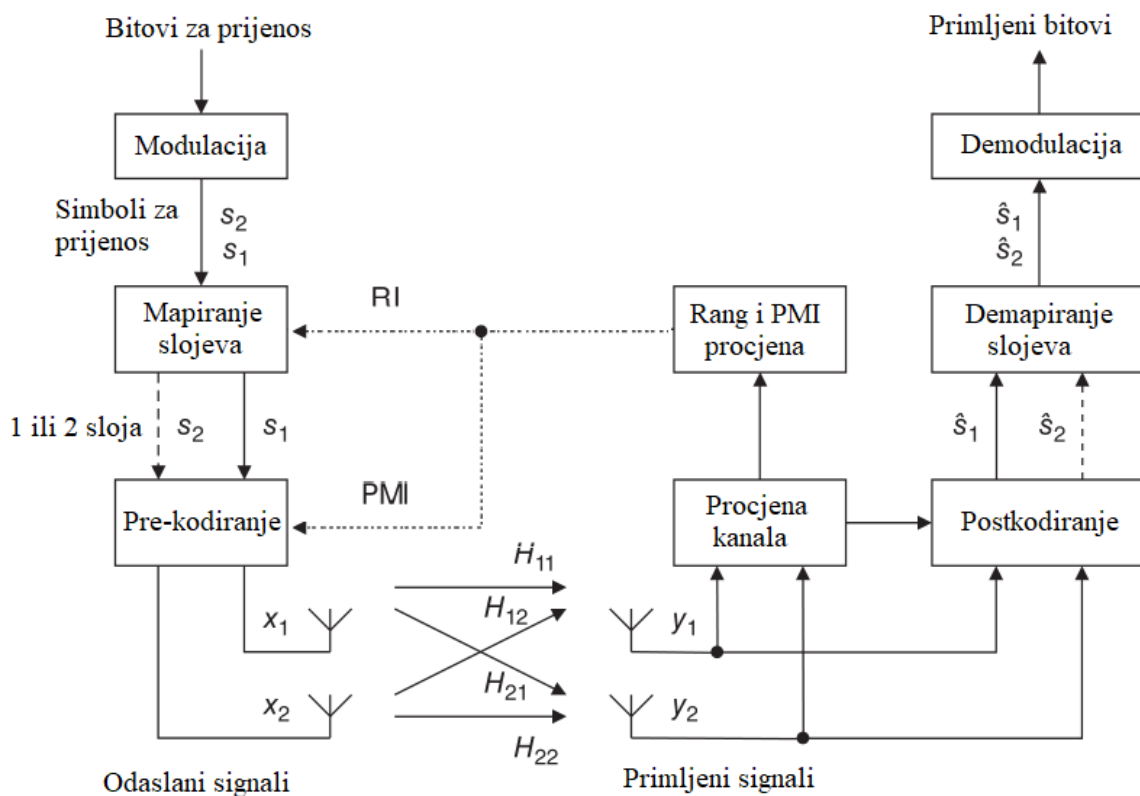 Bitovi za prijenos
Primljeni bitovi
Modulacija
Demodulacija
Simboli za
prijenos
s2
s1
ŝ1
ŝ2
Mapiranje
slojeva
RI
Rang i PMI
procjena
Demapiranje
slojeva
1 ili 2 sloja
s2
s1
ŝ1
ŝ2
Pre-kodiranje
PMI
Procjena
kanala
Postkodiranje
H11
H12
x1
y1
H21
x2
y2
H22
Odaslani signali
Primljeni signali